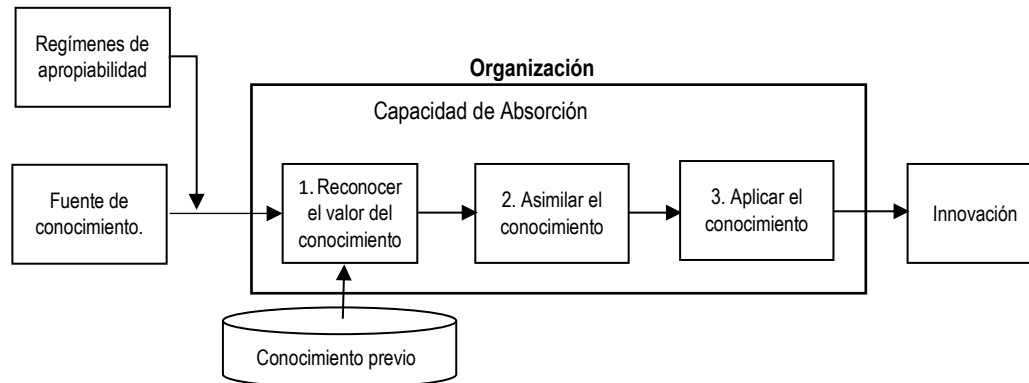 Regímenes de
apropiabilidad
Organización
Capacidad de Absorción
Fuente de
conocimiento.
1. Reconocer
el valor del
conocimiento
2. Asimilar el
conocimiento
3. Aplicar el
conocimiento
Innovación
Conocimiento previo